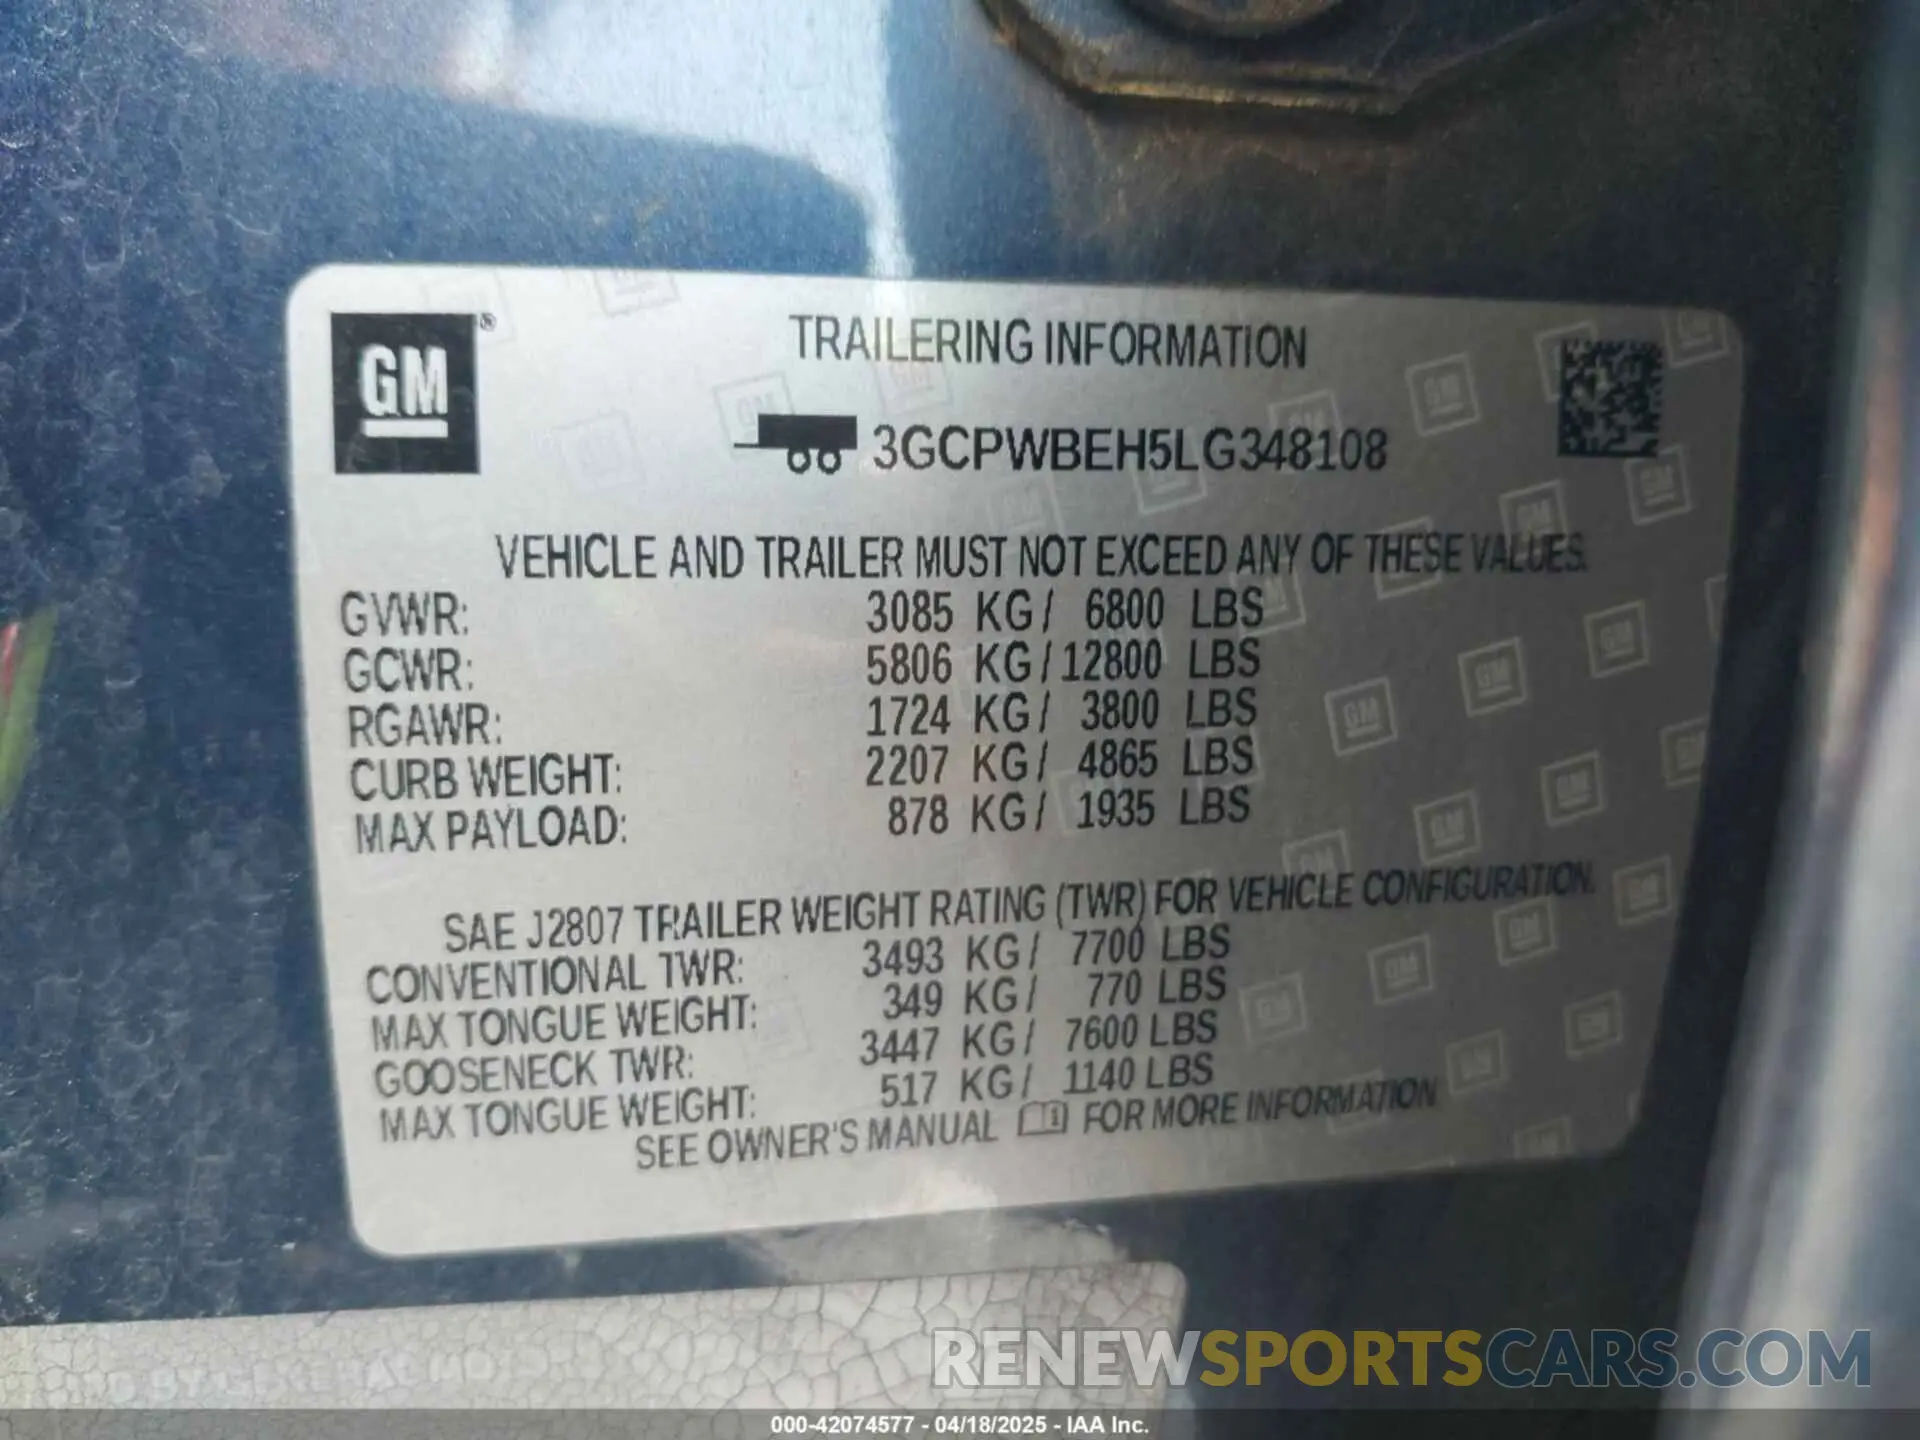 GM®
TRAILERING INFORMATION
3GCPWBEH5LG348108
VEHICLE AND TRAILER MUST NOT EXCEED ANY OF THESE VALUES.
GVWR: 3085 KG/ 6800 LBS
GCWR: 5806 KG/12800 LBS
RGAWR: 1724 KG/ 3800 LBS
CURB WEIGHT: 2207 KG/ 4865 LBS
MAX PAYLOAD: 878 KG/ 1935 LBS
SAE J2807 TRAILER WEIGHT RATING (TWR) FOR VEHICLE CONFIGURATION.
CONVENTIONAL TWR: 3493 KG/ 7700 LBS
MAX TONGUE WEIGHT: 349 KG/ 770 LBS
GOOSENECK TWR: 3447 KG/ 7600 LBS
MAX TONGUE WEIGHT: 517 KG/ 1140 LBS
SEE OWNER'S MANUAL FOR MORE INFORMATION
RENEWSPORTSCARS.COM
000-42074577 - 04/18/2025 - IAA Inc.